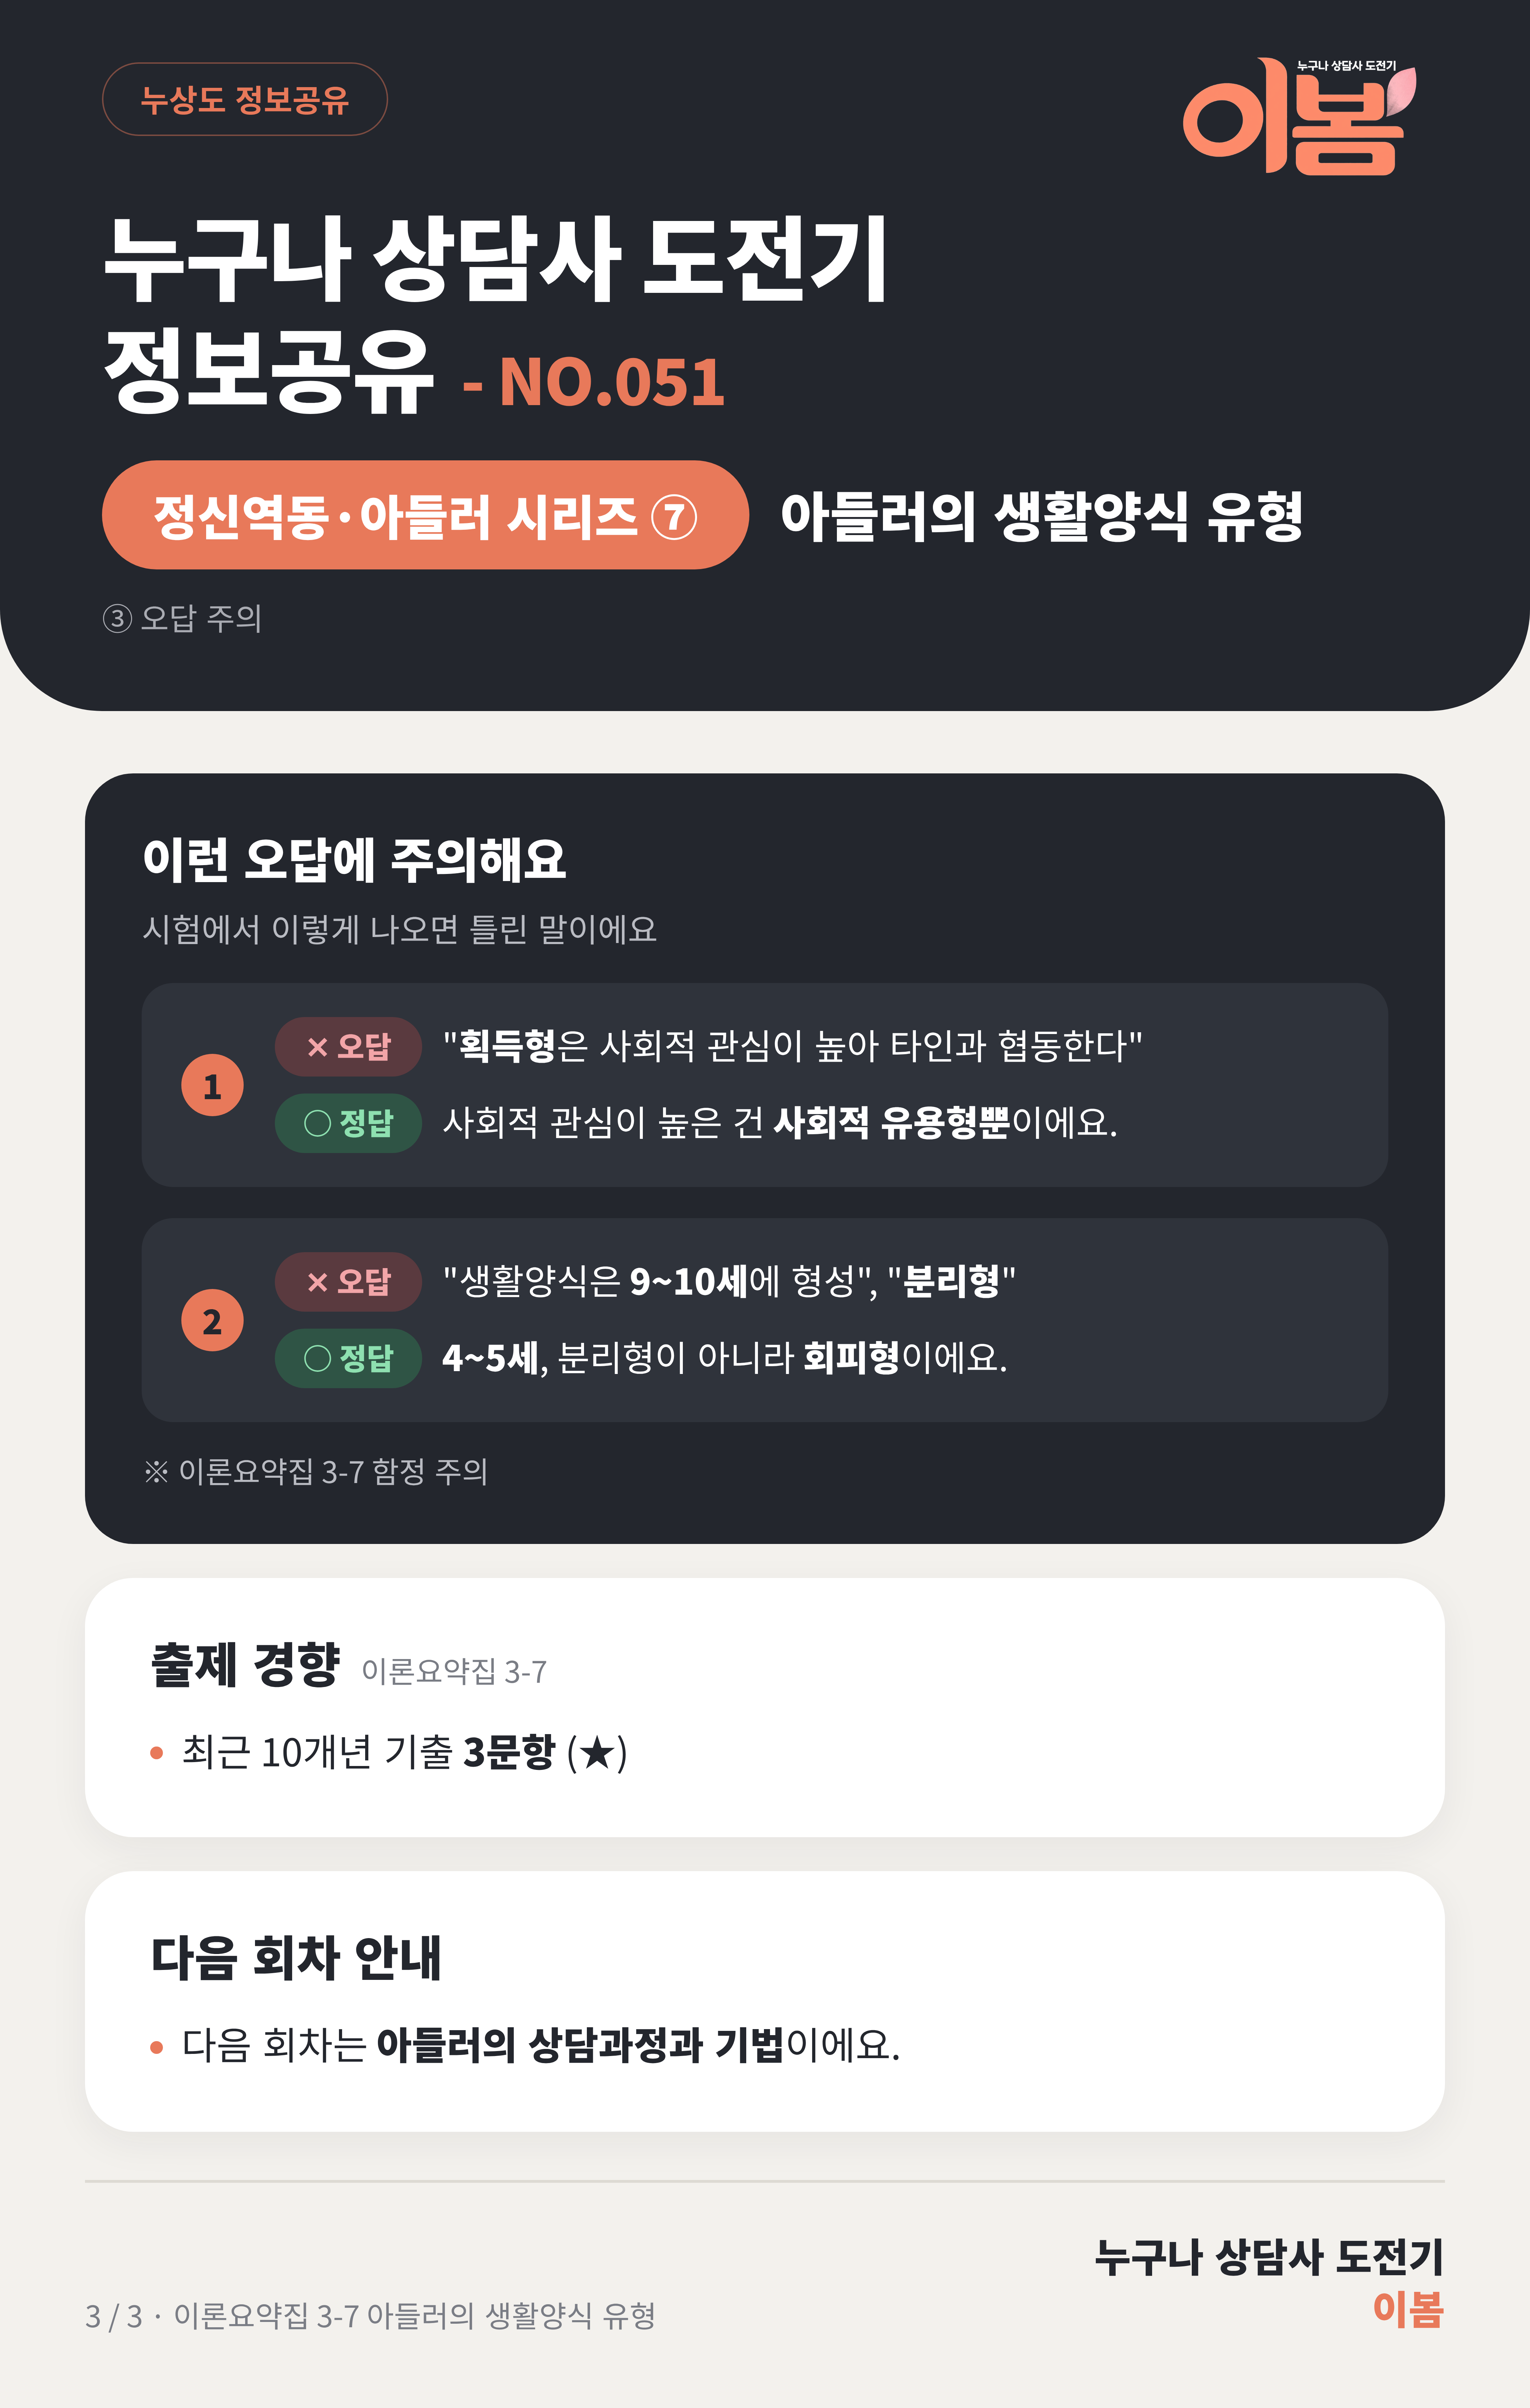 누상도 정보공유
누구나 상담사 도전기
이봄
누구나 상담사 도전기
정보공유 - NO.051
정신역동·아들러 시리즈 ⑦ 아들러의 생활양식 유형
③ 오답 주의
이런 오답에 주의해요
시험에서 이렇게 나오면 틀린 말이에요
1
✕ 오답 "획득형은 사회적 관심이 높아 타인과 협동한다"
○ 정답 사회적 관심이 높은 건 사회적 유용형뿐이에요.
2
✕ 오답 "생활양식은 9~10세에 형성", "분리형"
○ 정답 4~5세, 분리형이 아니라 회피형이에요.
※ 이론요약집 3-7 함정 주의
출제 경향 이론요약집 3-7
• 최근 10개년 기출 3문항 (★)
다음 회차 안내
• 다음 회차는 아들러의 상담과정과 기법이에요.
누구나 상담사 도전기
3 / 3 · 이론요약집 3-7 아들러의 생활양식 유형
이봄